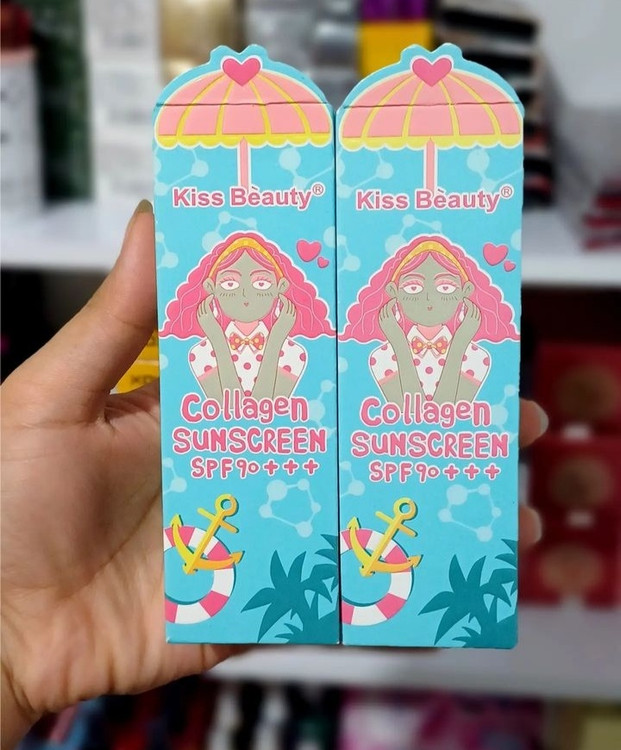 Kiss Bèauty®
Collagen
SUNSCREEN
SPF90+++
Kiss Bèauty®
Collagen
SUNSCREEN
SPF90+++